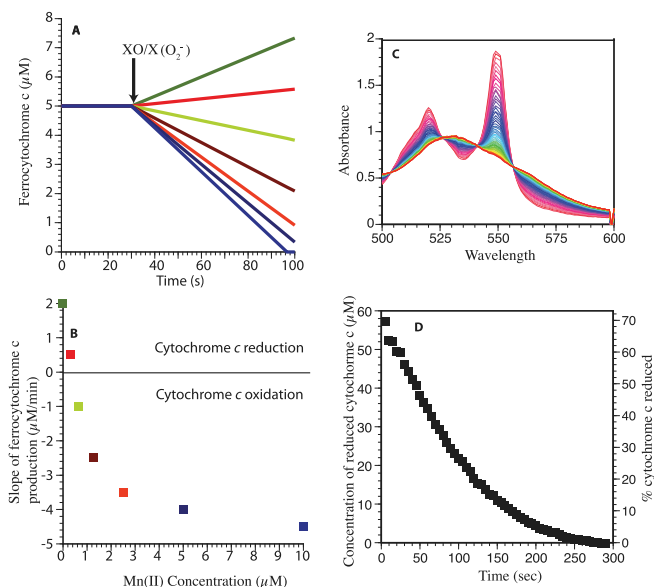 A
XO/X (O₂⁻)
Ferrocytochrome c (µM)
8
7
6
5
4
3
2
1
0
0 20 40 60 80 100
Time (s)
C
Absorbance
2
1.5
1
0.5
0
500 525 550 575 600
Wavelength
B
Cytochrome c reduction
Cytochrome c oxidation
Slope of ferrocytochrome c
production (µM/min)
2
1
0
-1
-2
-3
-4
-5
0 1 2 3 4 5 6 7 8 9 10
Mn(II) Concentration (µM)
D
Concentration of reduced cytochorme c (µM)
60
50
40
30
20
10
0
70
60
50
40
30
20
10
0
% cytochrome c reduced
0 50 100 150 200 250 300
Time (sec)